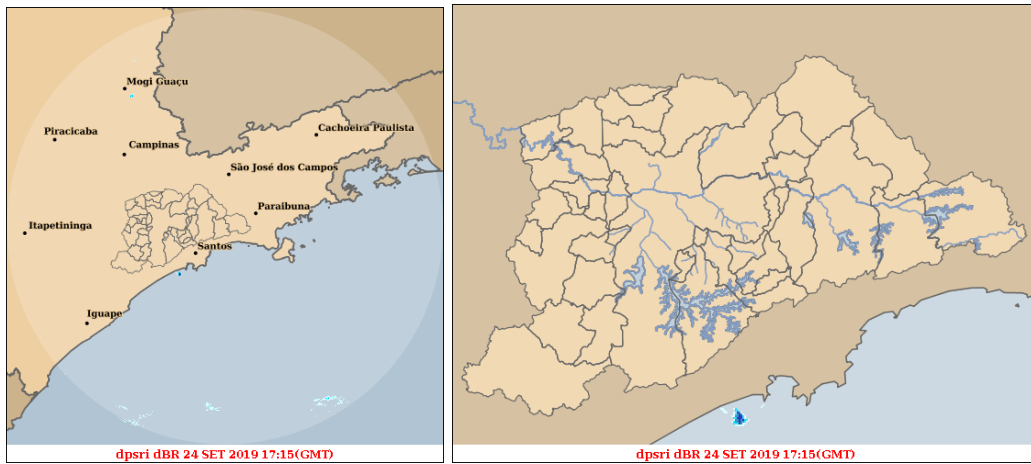 Mogi Guaçu
Piracicaba
Cachoeira Paulista
Campinas
São José dos Campos
Paraibuna
Itapetininga
Santos
Iguape
dpsri dBR 24 SET 2019 17:15(GMT)
dpsri dBR 24 SET 2019 17:15(GMT)